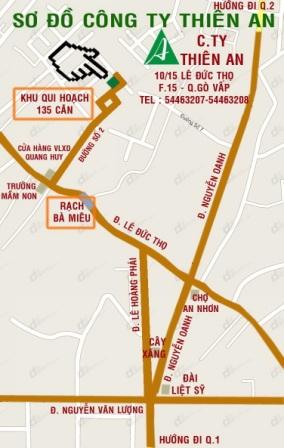 HƯỚNG ĐI Q.2
SƠ ĐỒ CÔNG TY THIÊN AN
C.TY
THIÊN AN
10/15 LÊ ĐỨC THỌ
F.15 - Q.GÒ VẤP
TEL : 54463207-54463208
KHU QUI HOẠCH
135 CĂN
ĐƯỜNG SỐ 2
Đường Số 7
CỬA HÀNG VLXD
QUANG HUY
TRƯỜNG
MẦM NON
RẠCH
BÀ MIÊU
Đ. LÊ ĐỨC THỌ
Đ. NGUYỄN OANH
Đ. LÊ HOÀNG PHÁI
CHỢ
AN NHƠN
CÂY
XĂNG
Đ. NGUYỄN OANH
ĐÀI
LIỆT SỸ
Đ. NGUYỄN VĂN LƯỢNG
HƯỚNG ĐI Q.1